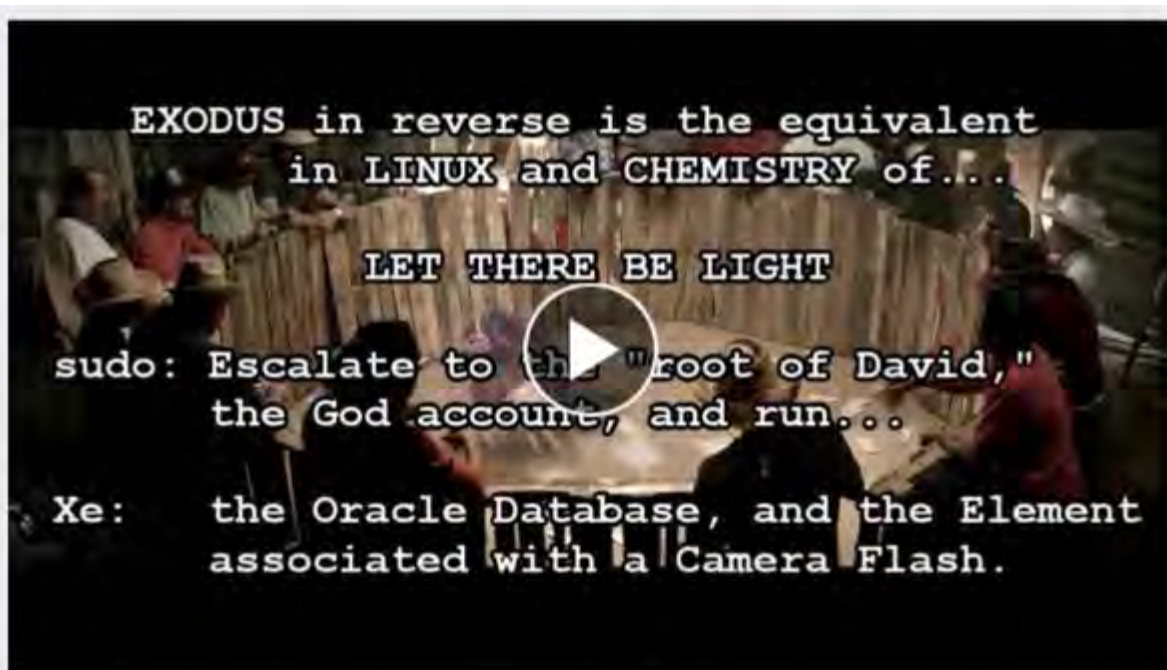 EXODUS in reverse is the equivalent
in LINUX and CHEMISTRY of...
LET THERE BE LIGHT
sudo: Escalate to the "root of David,"
the God account, and run...
Xe: the Oracle Database, and the Element
associated with a Camera Flash.